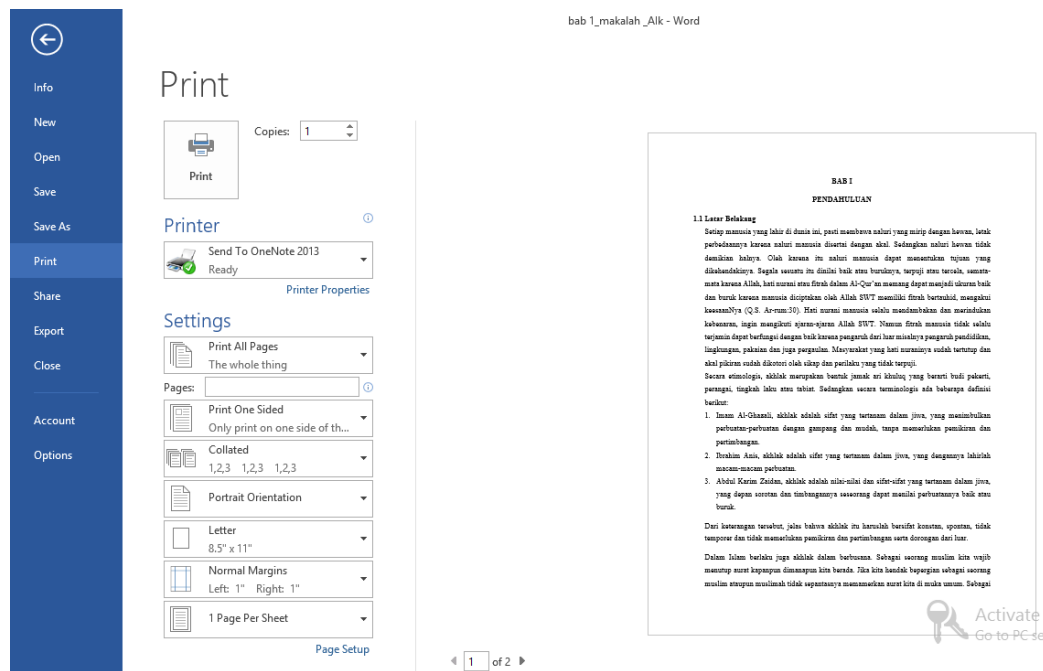 bab 1_makalah _Alk - Word
Info
New
Open
Save
Save As
Print
Share
Export
Close
Account
Options
Print
Print
Copies: 1
Printer
Send To OneNote 2013
Ready
Printer Properties
Settings
Print All Pages
The whole thing
Pages:
Print One Sided
Only print on one side of th...
Collated
1,2,3 1,2,3 1,2,3
Portrait Orientation
Letter
8.5" x 11"
Normal Margins
Left: 1" Right: 1"
1 Page Per Sheet
Page Setup
1 of 2
BAB I
PENDAHULUAN
1.1 Latar Belakang
Setiap manusia yang lahir di dunia ini, pasti membawa naluri yang mirip dengan hewan, letak
perbedaannya karena naluri manusia disertai dengan akal. Sedangkan naluri hewan tidak
demikian halnya. Oleh karena itu naluri manusia dapat menentukan tujuan yang
dikehendakinya. Segala sesuatu itu dinilai baik atau buruknya, terpuji atau tercela, semata-
mata karena Allah, hati nurani atau fitrah dalam Al-Qur'an memang dapat menjadi ukuran baik
dan buruk karena manusia diciptakan oleh Allah SWT memiliki fitrah bertauhid, mengakui
keesaanNya (Q.S. Ar-rum:30). Hati nurani manusia selalu mendambakan dan merindukan
kebenaran, ingin mengikuti ajaran-ajaran Allah SWT. Namun fitrah manusia tidak selalu
terjamin dapat berfungsi dengan baik karena pengaruh dari luar misalnya pengaruh pendidikan,
lingkungan, pakaian dan juga pergaulan. Masyarakat yang hati nuraninya sudah tertutup dan
akal pikiran sudah dikotori oleh sikap dan perilaku yang tidak terpuji.
Secara etimologis, akhlak merupakan bentuk jamak ari khuluq yang berarti budi pekerti,
perangai, tingkah laku atau tabiat. Sedangkan secara terminologis ada beberapa definisi
berikut:
1. Imam Al-Ghazali, akhlak adalah sifat yang tertanam dalam jiwa, yang menimbulkan
perbuatan-perbuatan dengan gampang dan mudah, tanpa memerlukan pemikiran dan
pertimbangan.
2. Ibrahim Anis, akhlak adalah sifat yang tertanam dalam jiwa, yang dengannya lahirlah
macam-macam perbuatan.
3. Abdul Karim Zaidan, akhlak adalah nilai-nilai dan sifat-sifat yang tertanam dalam jiwa,
yang depan sorotan dan timbangannya seseorang dapat menilai perbuatannya baik atau
buruk.
Dari keterangan tersebut, jelas bahwa akhlak itu haruslah bersifat konstan, spontan, tidak
temporer dan tidak memerlukan pemikiran dan pertimbangan serta dorongan dari luar.
Dalam Islam berlaku juga akhlak dalam berbusana. Sebagai seorang muslim kita wajib
menutup aurat kapanpun dimanapun kita berada. Jika kita hendak bepergian sebagai seorang
muslim ataupun muslimah tidak sepantasnya memamerkan aurat kita di muka umum. Sebagai
Activate
Go to PC se